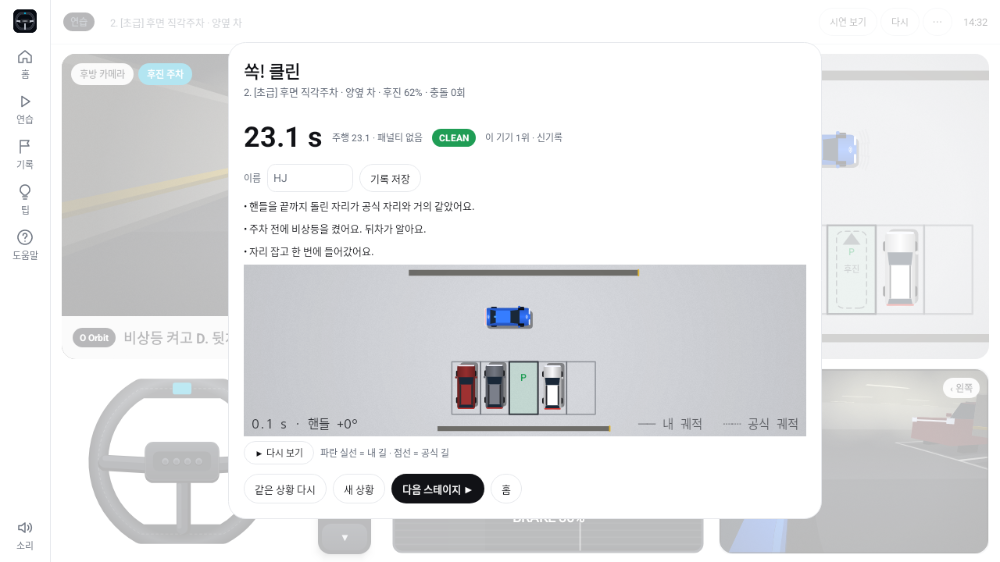 연습
2. [초급] 후면 직각주차 · 양옆 차
시연 보기
다시
···
14:32
홈
연습
기록
팁
도움말
소리
후방 카메라
후진 주차
쏙! 클린
2. [초급] 후면 직각주차 · 양옆 차 · 후진 62% · 충돌 0회
23.1 s
주행 23.1 · 패널티 없음
CLEAN
이 기기 1위 · 신기록
이름
HJ
기록 저장
• 핸들을 끝까지 돌린 자리가 공식 자리와 거의 같았어요.
• 주차 전에 비상등을 켰어요. 뒤차가 알아요.
• 자리 잡고 한 번에 들어갔어요.
P
0.1 s · 핸들 +0°
내 궤적
공식 궤적
► 다시 보기
파란 실선 = 내 길 · 점선 = 공식 길
같은 상황 다시
새 상황
다음 스테이지 ►
홈
O Orbit
비상등 켜고 D.
P
후진
‹ 왼쪽
▼